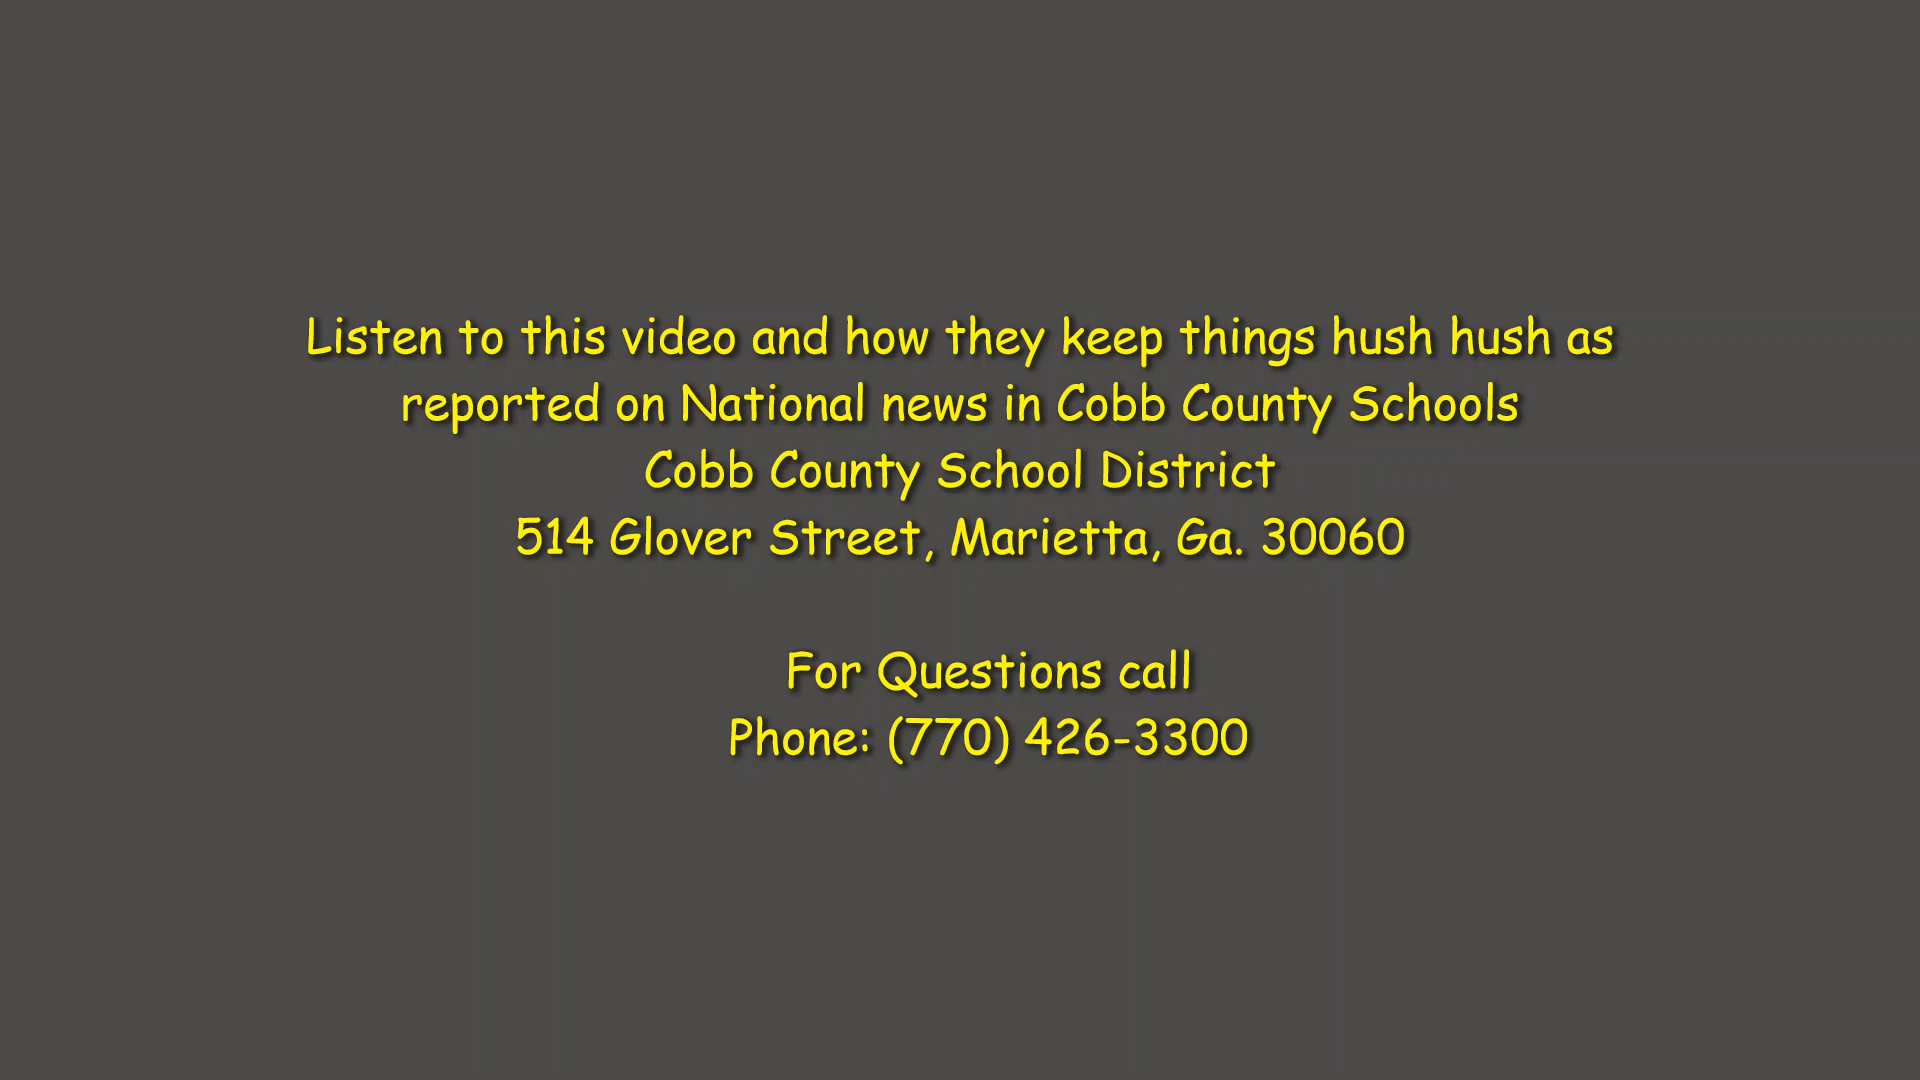 Listen to this video and how they keep things hush hush as
reported on National news in Cobb County Schools
Cobb County School District
514 Glover Street, Marietta, Ga. 30060
For Questions call
Phone: (770) 426-3300